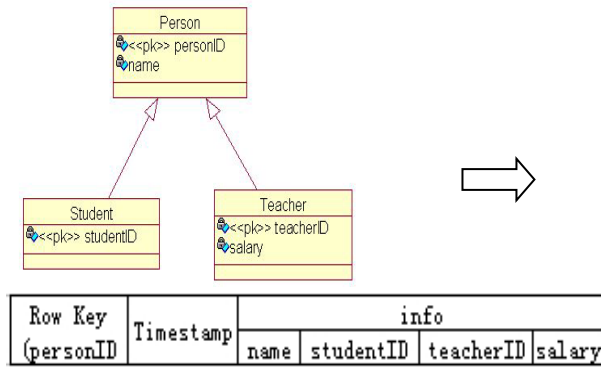 Person
<<pk>> personID
name
Student
<<pk>> studentID
Teacher
<<pk>> teacherID
salary
Row Key
(personID
Timestamp
info
name studentID teacherID salary